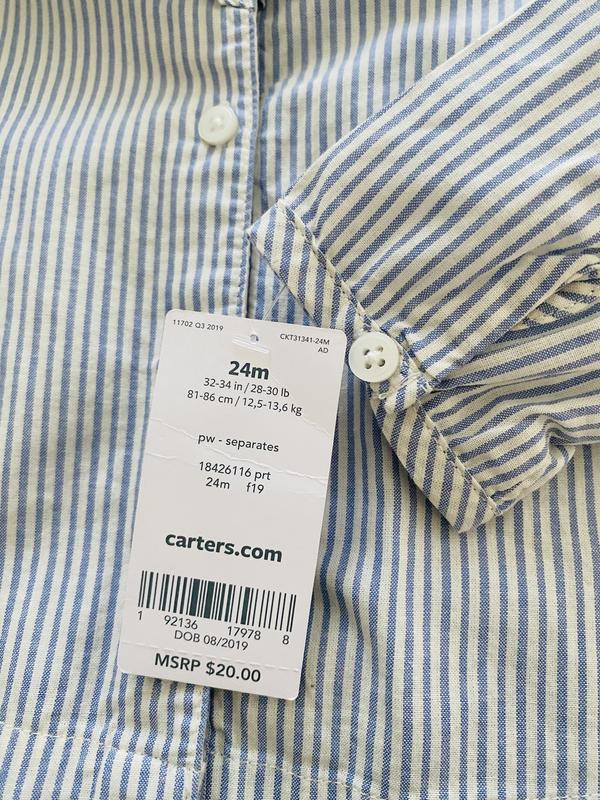 11702 Q3 2019
CKT31341-24M
AD
24m
32-34 in / 28-30 lb
81-86 cm / 12,5-13,6 kg
pw - separates
18426116 prt
24m f19
carters.com
1 92136 17978 8
DOB 08/2019
MSRP $20.00